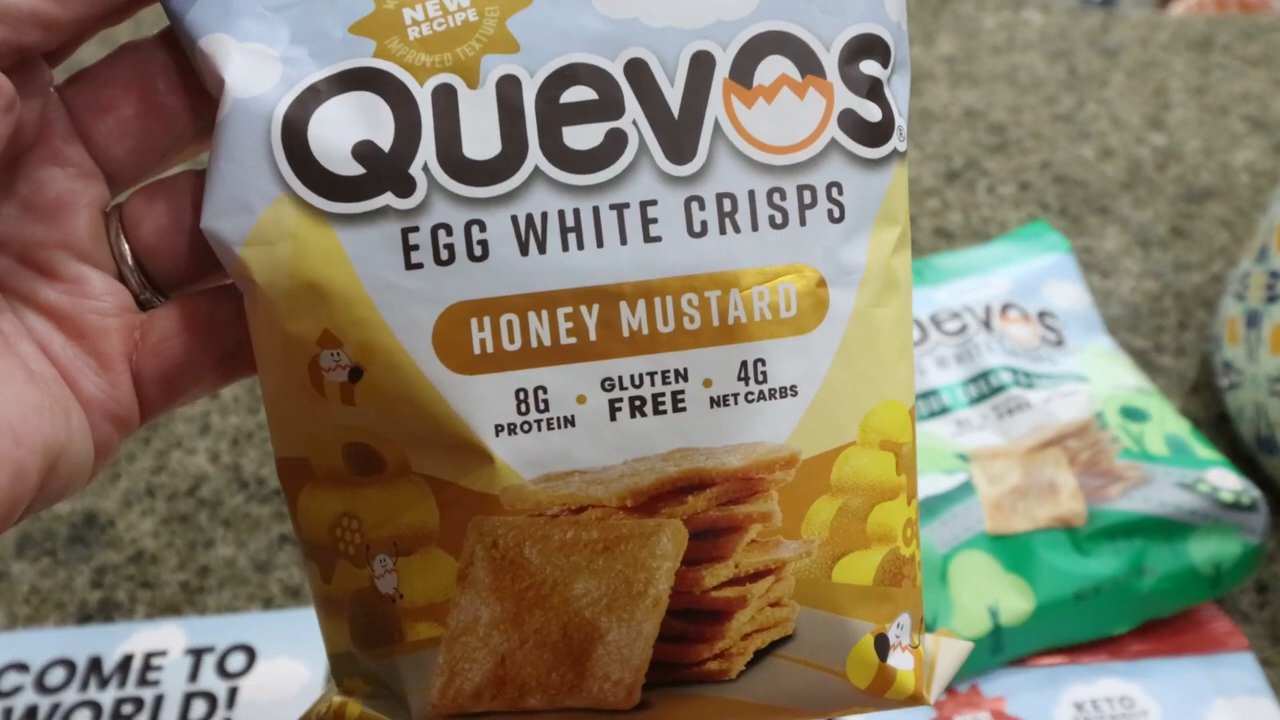 NEW
RECIPE
IMPROVED TEXTURE!
Quevos®
EGG WHITE CRISPS
HONEY MUSTARD
8G
PROTEIN
GLUTEN
FREE
4G
NET CARBS
COME TO
WORLD!
KETO